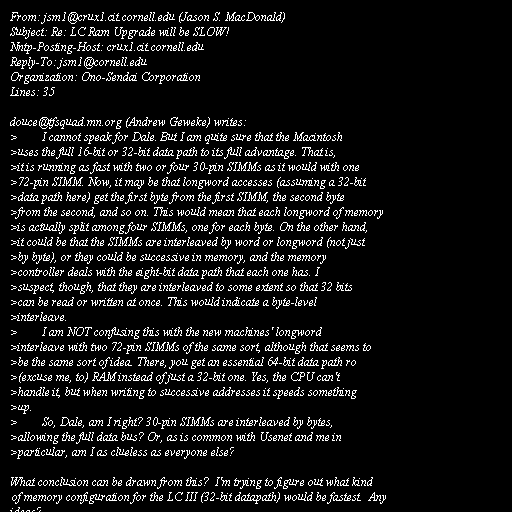 From: jsm1@crux1.cit.cornell.edu (Jason S. MacDonald)
Subject: Re: LC Ram Upgrade will be SLOW!
Nntp-Posting-Host: crux1.cit.cornell.edu
Reply-To: jsm1@cornell.edu
Organization: Ono-Sendai Corporation
Lines: 35

douce@tfsquad.mn.org (Andrew Geweke) writes:
>        I cannot speak for Dale. But I am quite sure that the Macintosh
>uses the full 16-bit or 32-bit data path to its full advantage. That is,
>it is running as fast with two or four 30-pin SIMMs as it would with one
>72-pin SIMM. Now, it may be that longword accesses (assuming a 32-bit
>data path here) get the first byte from the first SIMM, the second byte
>from the second, and so on. This would mean that each longword of memory
>is actually split among four SIMMs, one for each byte. On the other hand,
>it could be that the SIMMs are interleaved by word or longword (not just
>by byte), or they could be successive in memory, and the memory
>controller deals with the eight-bit data path that each one has. I
>suspect, though, that they are interleaved to some extent so that 32 bits
>can be read or written at once. This would indicate a byte-level
>interleave.
>        I am NOT confusing this with the new machines' longword
>interleave with two 72-pin SIMMs of the same sort, although that seems to
>be the same sort of idea. There, you get an essential 64-bit data path ro
>(excuse me, to) RAM instead of just a 32-bit one. Yes, the CPU can't
>handle it, but when writing to successive addresses it speeds something
>up.
>        So, Dale, am I right? 30-pin SIMMs are interleaved by bytes,
>allowing the full data bus? Or, as is common with Usenet and me in
>particular, am I as clueless as everyone else?

What conclusion can be drawn from this?  I'm trying to figure out what kind
of memory configuration for the LC III (32-bit datapath) would be fastest.  Any
ideas?